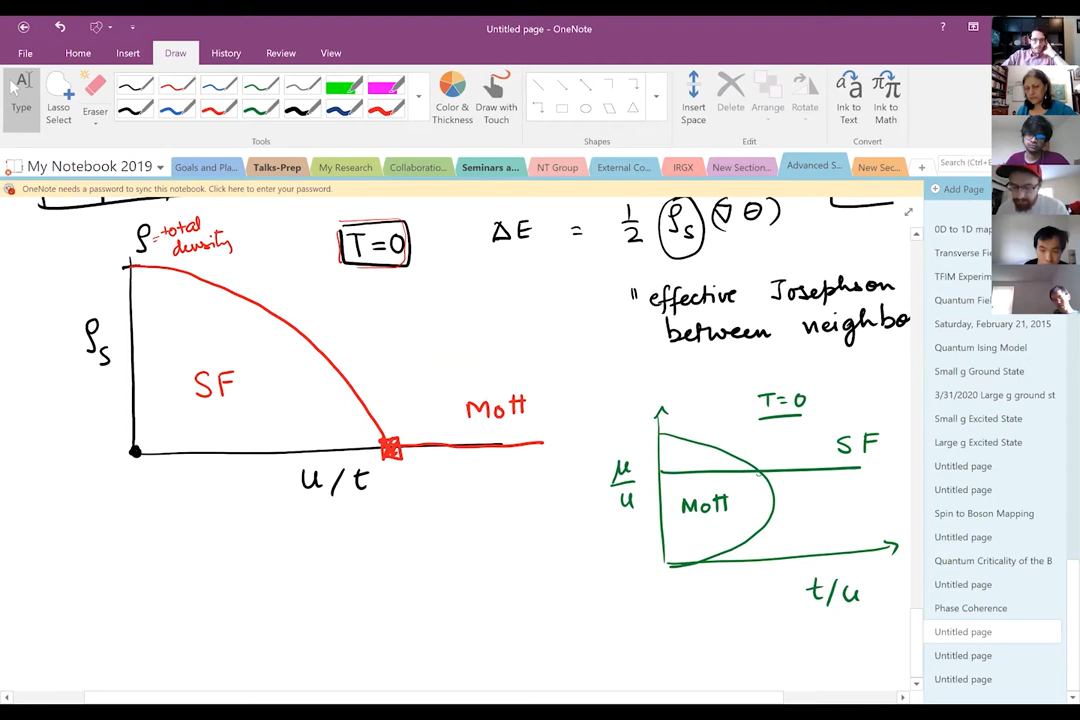 Untitled page - OneNote
?
File Home Insert Draw History Review View
Type
Lasso Select
Eraser
Color & Thickness
Draw with Touch
Insert Space
Delete
Arrange
Rotate
Ink to Text
Ink to Math
Tools
Shapes
Edit
Convert
My Notebook 2019
Goals and Pla...
Talks-Prep
My Research
Collaboratio...
Seminars a...
NT Group
External Co...
IRGX
New Section...
Advanced S...
New Sec...
+
Search (Ctrl+E
OneNote needs a password to sync this notebook. Click here to enter your password.
Add Page
ρ = total density
T=0
ΔE = 1/2 ρs (∇θ)
"effective Josephson
between neighbo
ρs
SF
Mott
u/t
T=0
SF
μ/u
Mott
t/u
0D to 1D map
Transverse Fi
TFIM Experim
Quantum Fiel
Saturday, February 21, 2015
Quantum Ising Model
Small g Ground State
3/31/2020 Large g ground st
Small g Excited State
Large g Excited State
Untitled page
Untitled page
Spin to Boson Mapping
Untitled page
Quantum Criticality of the B
Untitled page
Phase Coherence
Untitled page
Untitled page
Untitled page